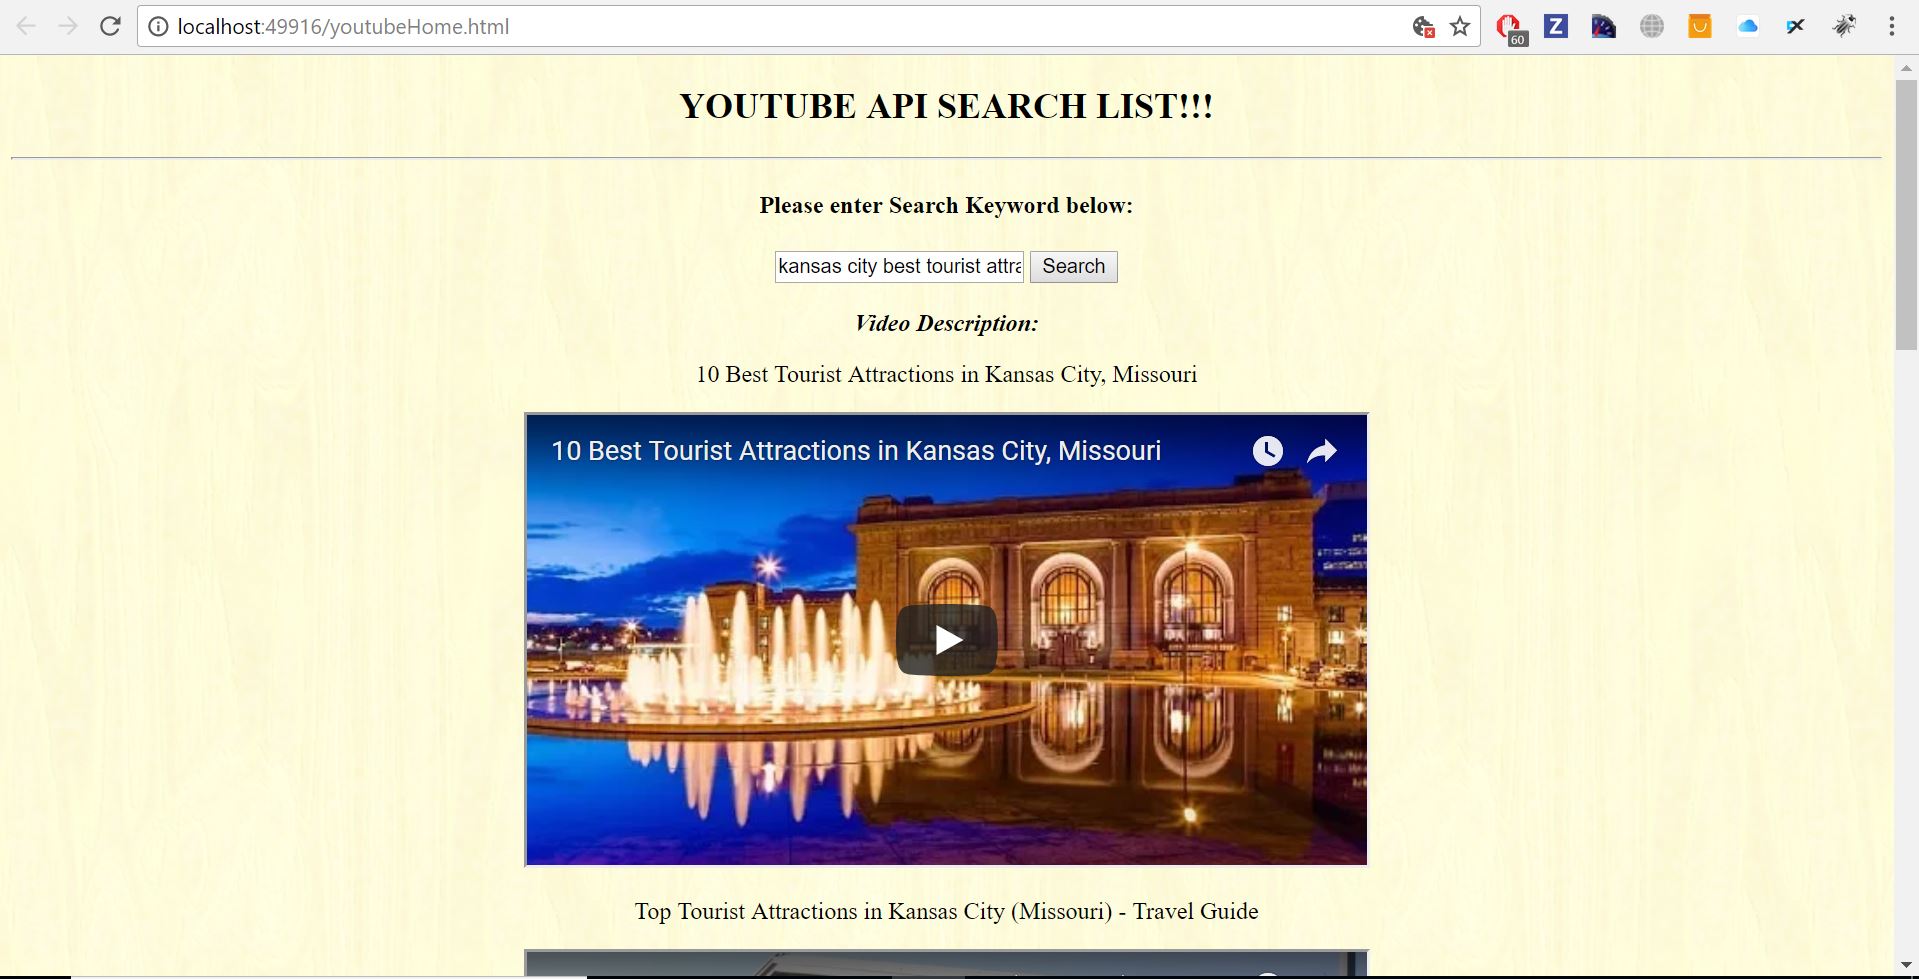 localhost:49916/youtubeHome.html
60
Z
YOUTUBE API SEARCH LIST!!!
Please enter Search Keyword below:
kansas city best tourist attra
Search
Video Description:
10 Best Tourist Attractions in Kansas City, Missouri
10 Best Tourist Attractions in Kansas City, Missouri
Top Tourist Attractions in Kansas City (Missouri) - Travel Guide